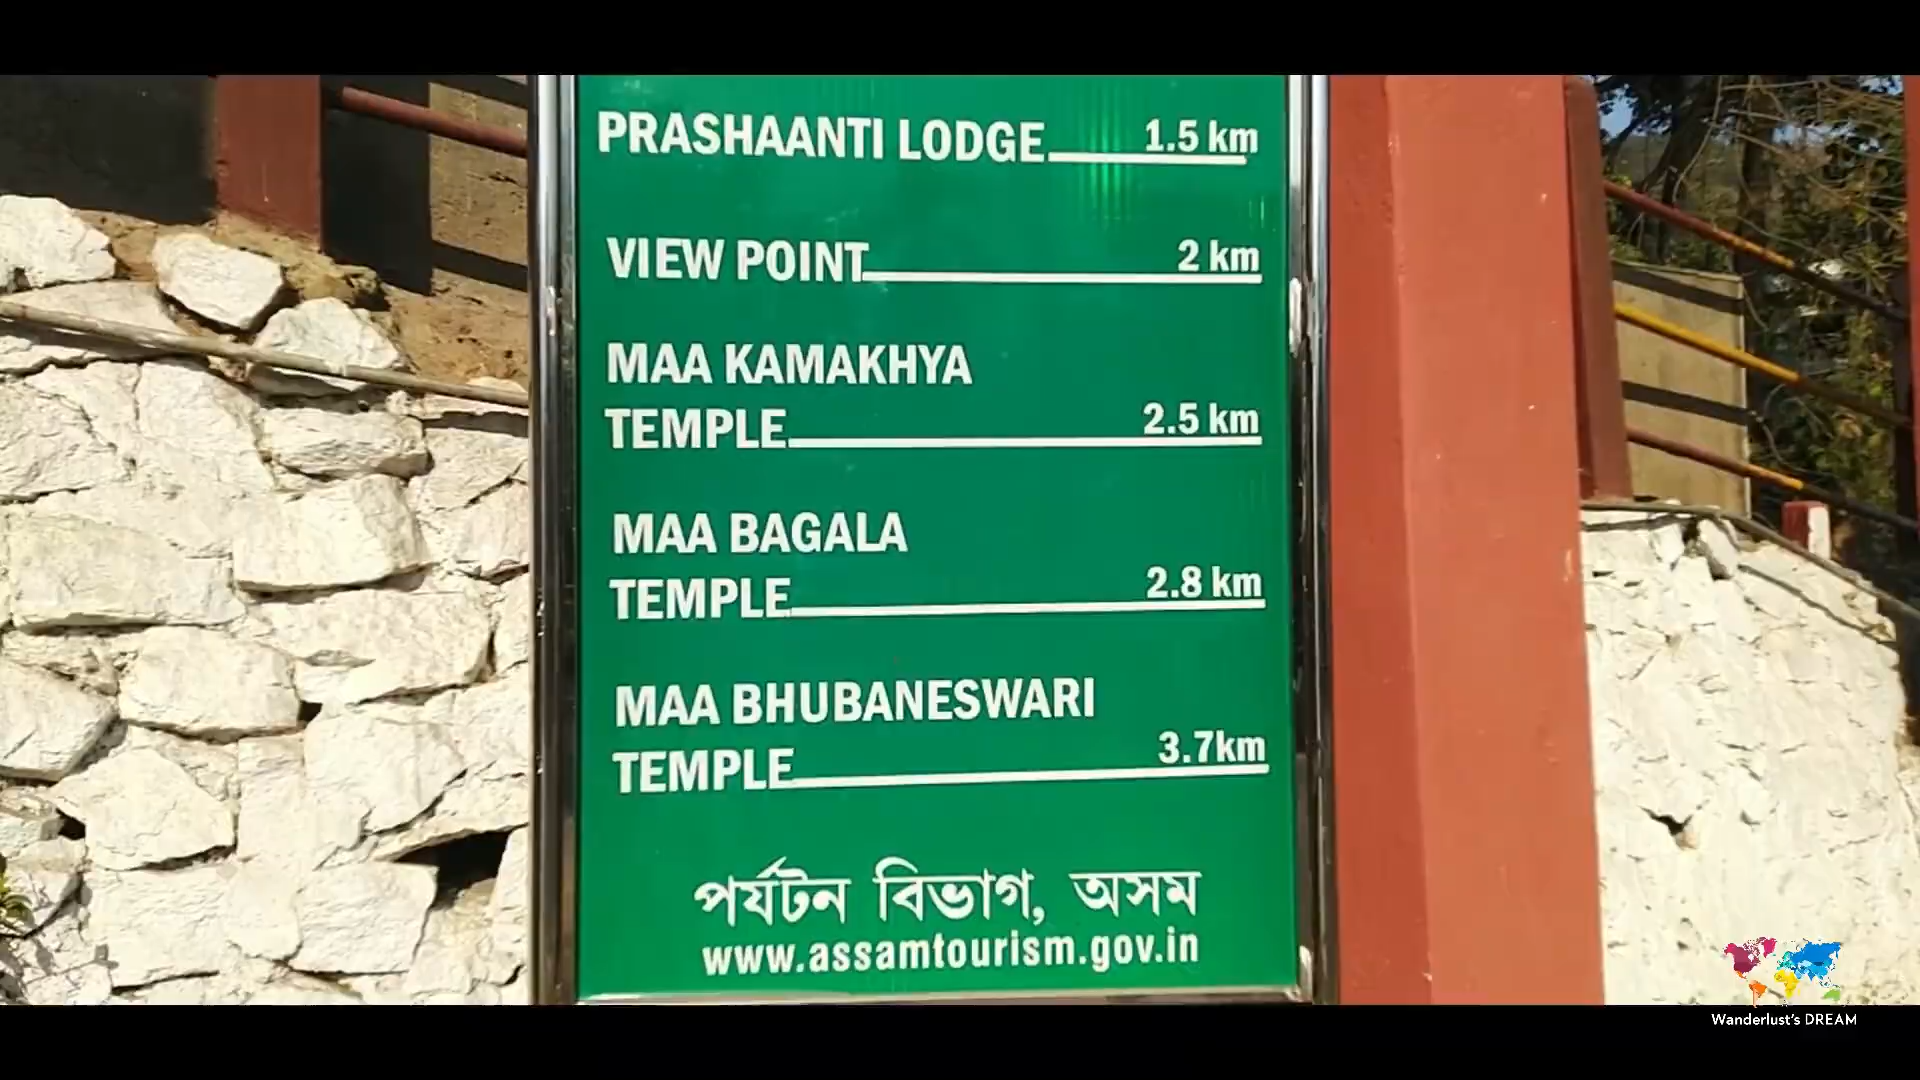 PRASHAANTI LODGE 1.5 km
VIEW POINT 2 km
MAA KAMAKHYA
TEMPLE 2.5 km
MAA BAGALA
TEMPLE 2.8 km
MAA BHUBANESWARI
TEMPLE 3.7km
পৰ্যটন বিভাগ, অসম
www.assamtourism.gov.in
Wanderlust's DREAM